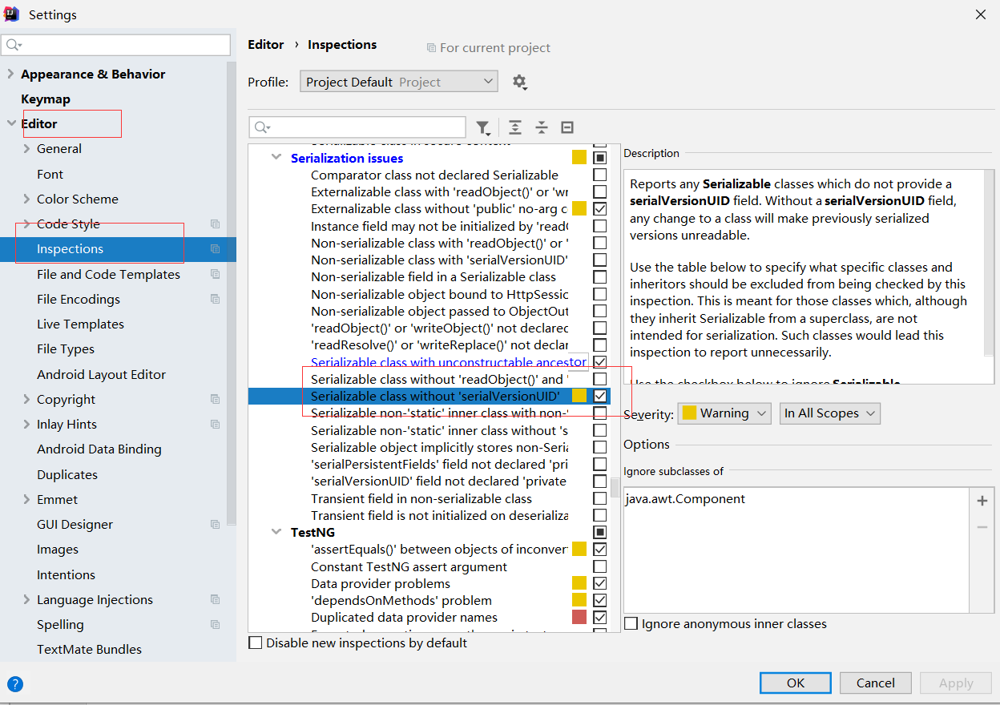 Settings
Editor › Inspections
For current project
Profile: Project Default Project
Appearance & Behavior
Keymap
Editor
General
Font
Color Scheme
Code Style
Inspections
File and Code Templates
File Encodings
Live Templates
File Types
Android Layout Editor
Copyright
Inlay Hints
Android Data Binding
Duplicates
Emmet
GUI Designer
Images
Intentions
Language Injections
Spelling
TextMate Bundles
Serialization issues
Comparator class not declared Serializable
Externalizable class with 'readObject()' or 'wr
Externalizable class without 'public' no-arg c
Instance field may not be initialized by 'read
Non-serializable class with 'readObject()' or '
Non-serializable class with 'serialVersionUID'
Non-serializable field in a Serializable class
Non-serializable object bound to HttpSessio
Non-serializable object passed to ObjectOut
'readObject()' or 'writeObject()' not declared
'readResolve()' or 'writeReplace()' not declar
Serializable class with unconstructable ancestor
Serializable class without 'readObject()' and '
Serializable class without 'serialVersionUID'
Serializable non-'static' inner class with non-'
Serializable non-'static' inner class without 's
Serializable object implicitly stores non-Seria
'serialPersistentFields' field not declared 'pri
'serialVersionUID' field not declared 'private
Transient field in non-serializable class
Transient field is not initialized on deserializa
TestNG
'assertEquals()' between objects of inconver
Constant TestNG assert argument
Data provider problems
'dependsOnMethods' problem
Duplicated data provider names
Disable new inspections by default
Description
Reports any Serializable classes which do not provide a
serialVersionUID field. Without a serialVersionUID field,
any change to a class will make previously serialized
versions unreadable.
Use the table below to specify what specific classes and
inheritors should be excluded from being checked by this
inspection. This is meant for those classes which, although
they inherit Serializable from a superclass, are not
intended for serialization. Such classes would lead this
inspection to report unnecessarily.
Use the checkbox below to ignore Serializable
Severity: Warning In All Scopes
Options
Ignore subclasses of
java.awt.Component
Ignore anonymous inner classes
? OK Cancel Apply